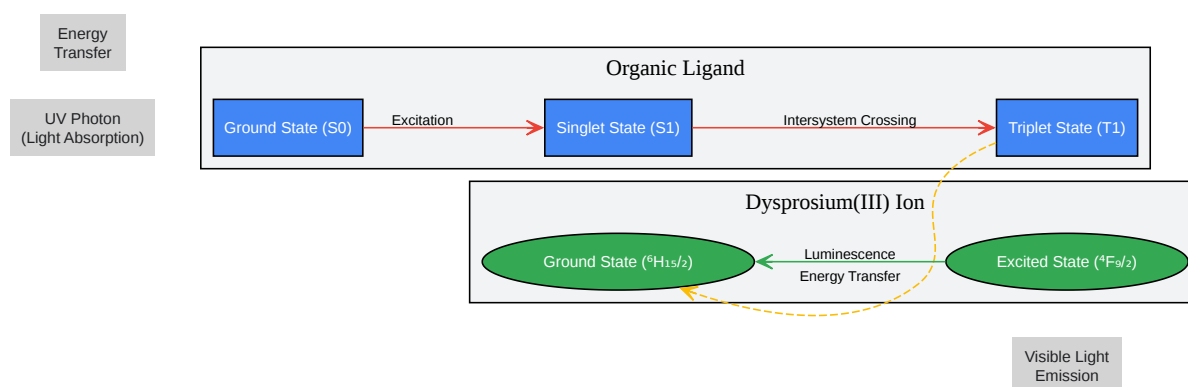 Energy
Transfer
Organic Ligand
UV Photon
(Light Absorption)
Ground State (S0)
Excitation
Singlet State (S1)
Intersystem Crossing
Triplet State (T1)
Dysprosium(III) Ion
Ground State (⁶H₁₅/₂)
Luminescence
Energy Transfer
Excited State (⁴F₉/₂)
Visible Light
Emission